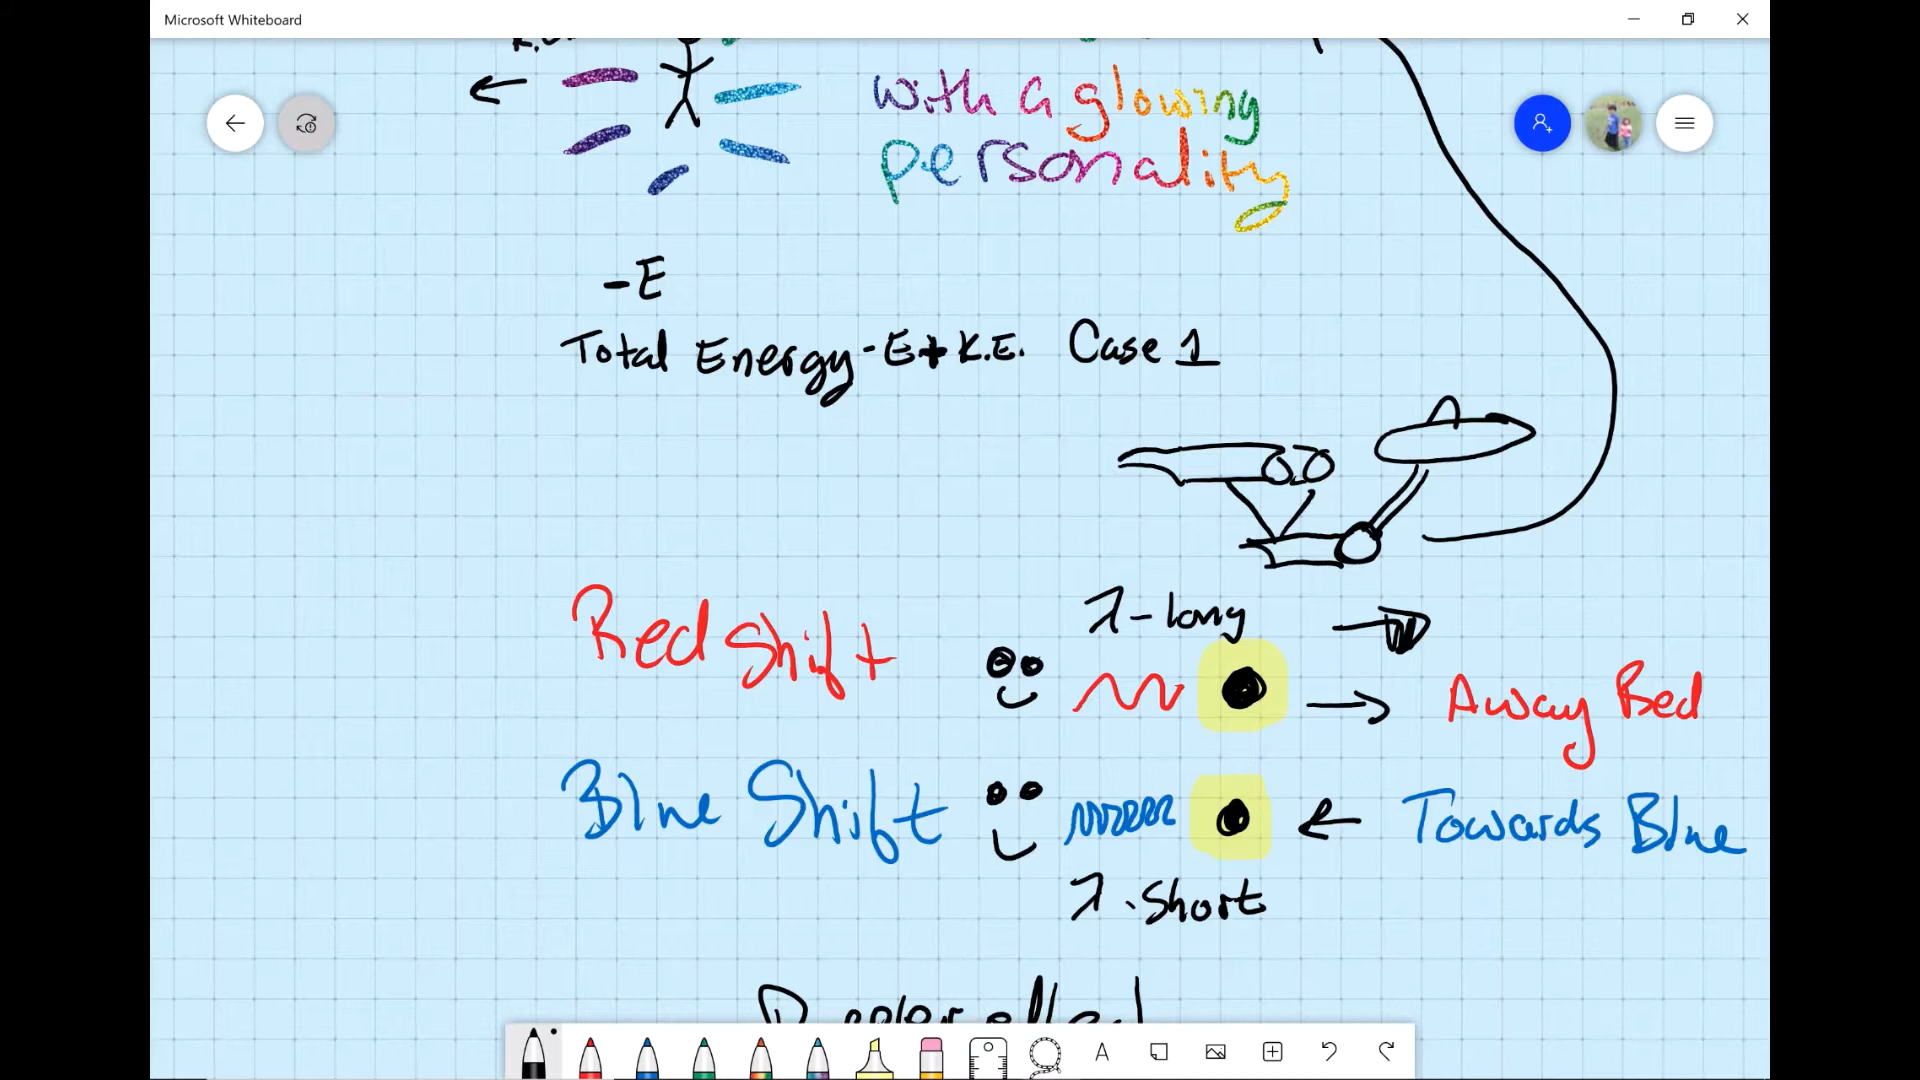 Microsoft Whiteboard
with a glowing
personality
-E
Total Energy - E + K.E. Case 1
λ - long
Red Shift
Away Red
Blue Shift
Towards Blue
λ . Short
A